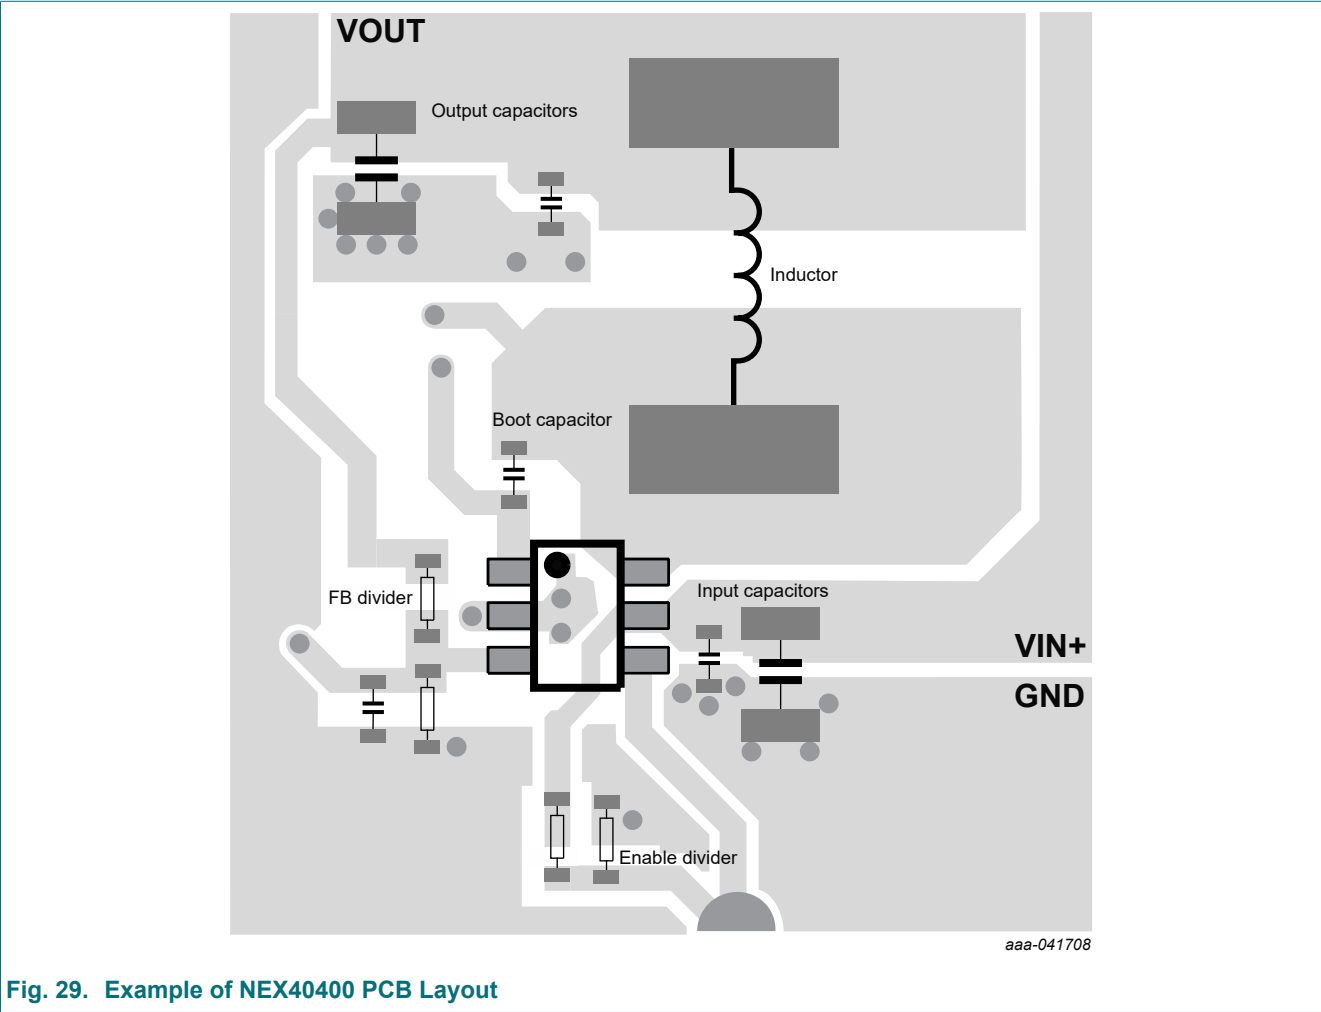 VOUT
Output capacitors
Inductor
Boot capacitor
FB divider
Input capacitors
VIN+
GND
Enable divider
aaa-041708
Fig. 29. Example of NEX40400 PCB Layout